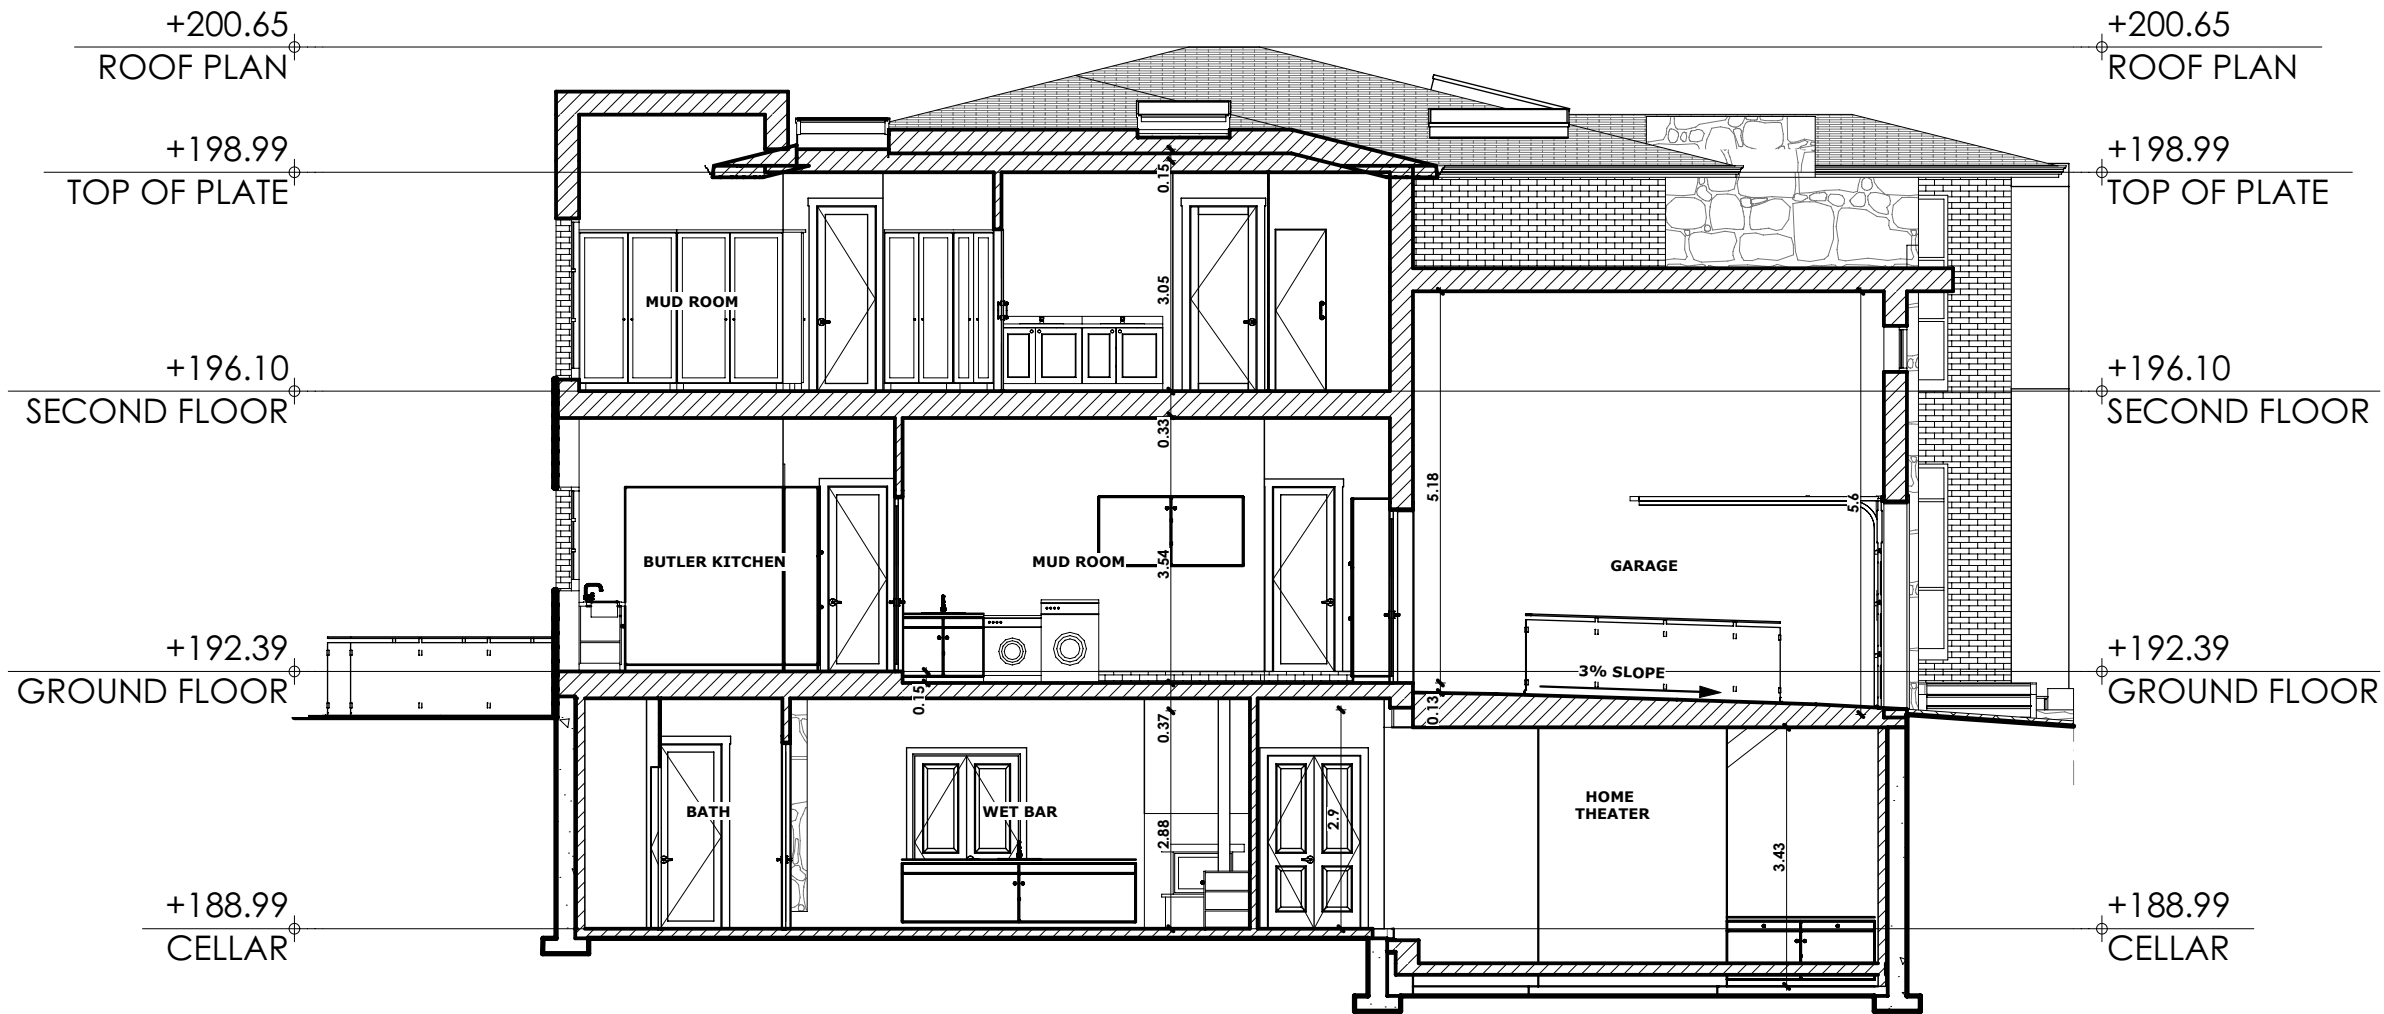 +200.65
ROOF PLAN
+200.65
ROOF PLAN
+198.99
TOP OF PLATE
+198.99
TOP OF PLATE
0.15
MUD ROOM
3.05
+196.10
SECOND FLOOR
+196.10
SECOND FLOOR
0.33
5.18
5.6
BUTLER KITCHEN
MUD ROOM
3.54
GARAGE
+192.39
GROUND FLOOR
+192.39
GROUND FLOOR
3% SLOPE
0.15
0.37
0.13
BATH
WET BAR
2.88
2.9
HOME
THEATER
3.43
+188.99
CELLAR
+188.99
CELLAR